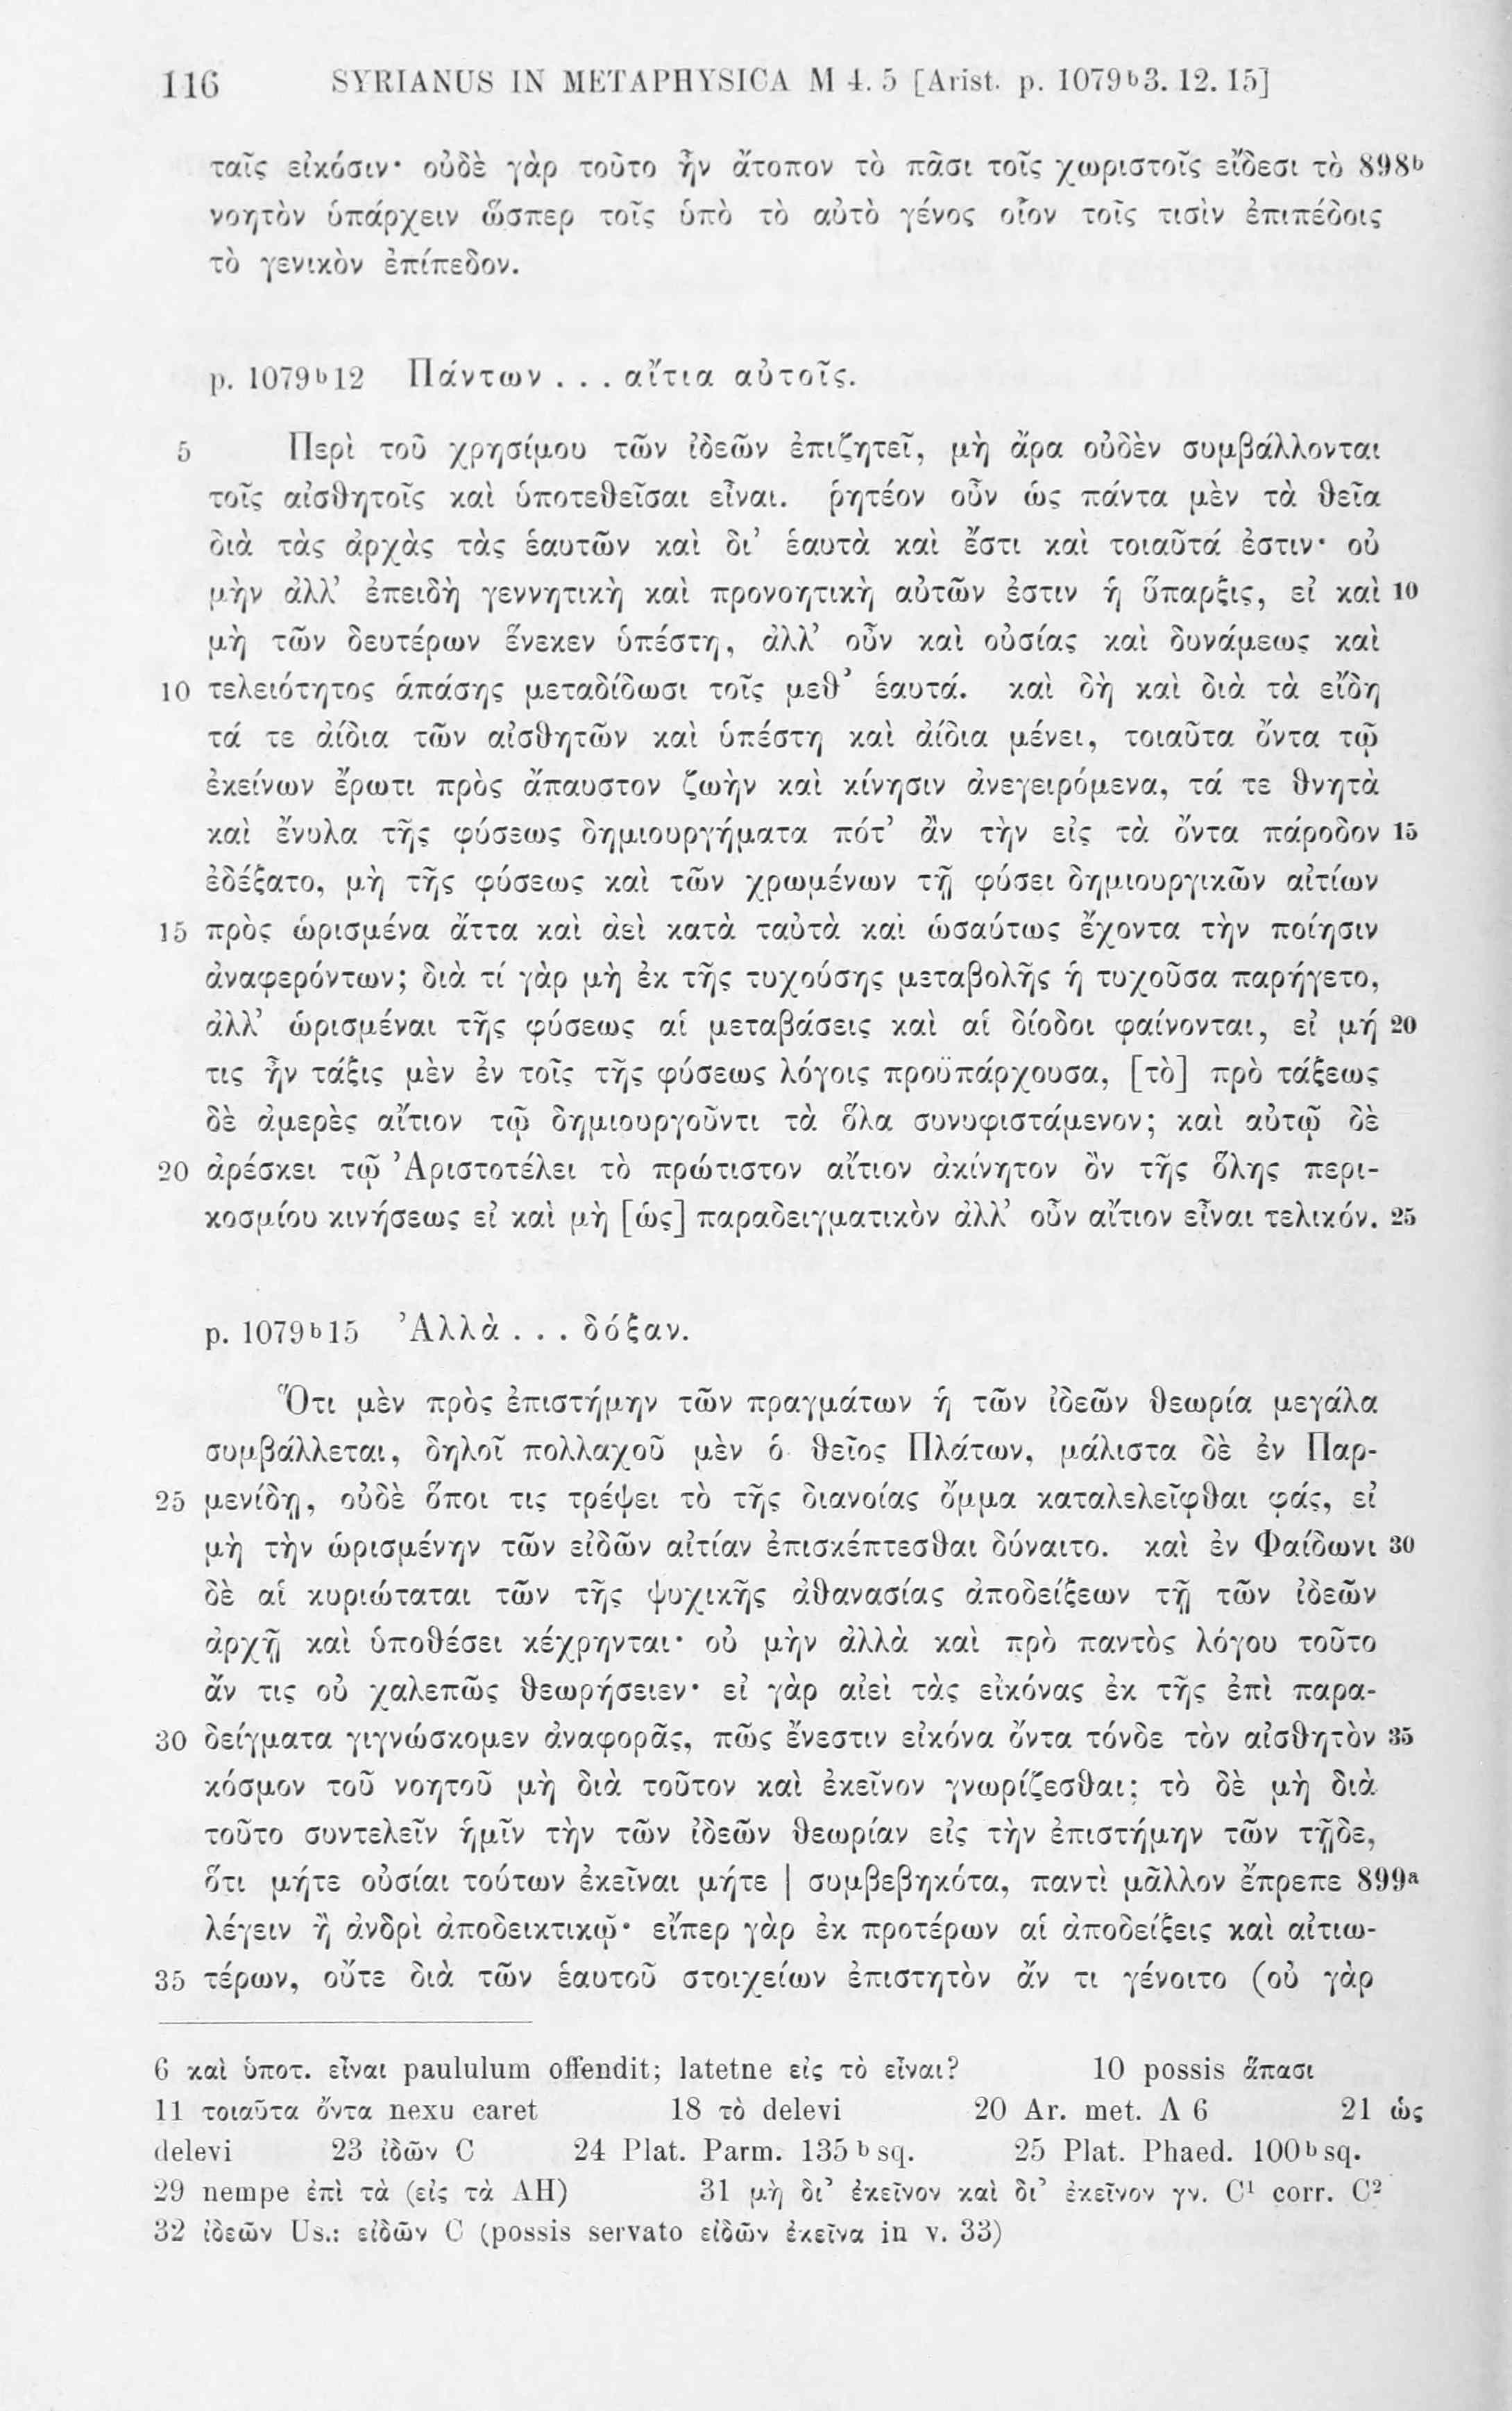 116 SYRIANUS IN METAPHYSICA M 4. 5 [Arist. p. 1079ᵇ3. 12. 15]
ταῖς εἰκόσιν· οὐδὲ γὰρ τοῦτο ἦν ἄτοπον τὸ πᾶσι τοῖς χωριστοῖς εἴδεσι τὸ 898ᵇ
νοητὸν ὑπάρχειν ὥσπερ τοῖς ὑπὸ τὸ αὐτὸ γένος οἷον τοῖς τισὶν ἐπιπέδοις
τὸ γενικὸν ἐπίπεδον.
p. 1079ᵇ12 Πάντων . . . αἴτια αὐτοῖς.
5 Περὶ τοῦ χρησίμου τῶν ἰδεῶν ἐπιζητεῖ, μὴ ἄρα οὐδὲν συμβάλλονται
τοῖς αἰσθητοῖς καὶ ὑποτεθεῖσαι εἶναι. ῥητέον οὖν ὡς πάντα μὲν τὰ θεῖα
διὰ τὰς ἀρχὰς τὰς ἑαυτῶν καὶ δι’ ἑαυτὰ καὶ ἔστι καὶ τοιαῦτά ἐστιν· οὐ
μὴν ἀλλ’ ἐπειδὴ γεννητικὴ καὶ προνοητικὴ αὐτῶν ἐστιν ἡ ὕπαρξις, εἰ καὶ 10
μὴ τῶν δευτέρων ἕνεκεν ὑπέστη, ἀλλ’ οὖν καὶ οὐσίας καὶ δυνάμεως καὶ
10 τελειότητος ἁπάσης μεταδίδωσι τοῖς μεθ’ ἑαυτά. καὶ δὴ καὶ διὰ τὰ εἴδη
τά τε ἀίδια τῶν αἰσθητῶν καὶ ὑπέστη καὶ ἀίδια μένει, τοιαῦτα ὄντα τῷ
ἐκείνων ἔρωτι πρὸς ἄπαυστον ζωὴν καὶ κίνησιν ἀνεγειρόμενα, τά τε θνητὰ
καὶ ἔνυλα τῆς φύσεως δημιουργήματα πότ’ ἂν τὴν εἰς τὰ ὄντα πάροδον 15
ἐδέξατο, μὴ τῆς φύσεως καὶ τῶν χρωμένων τῇ φύσει δημιουργικῶν αἰτίων
15 πρὸς ὡρισμένα ἄττα καὶ ἀεὶ κατὰ ταὐτὰ καὶ ὡσαύτως ἔχοντα τὴν ποίησιν
ἀναφερόντων; διὰ τί γὰρ μὴ ἐκ τῆς τυχούσης μεταβολῆς ἡ τυχοῦσα παρήγετο,
ἀλλ’ ὡρισμέναι τῆς φύσεως αἱ μεταβάσεις καὶ αἱ δίοδοι φαίνονται, εἰ μή 20
τις ἦν τάξις μὲν ἐν τοῖς τῆς φύσεως λόγοις προϋπάρχουσα, [τὸ] πρὸ τάξεως
δὲ ἀμερὲς αἴτιον τῷ δημιουργοῦντι τὰ ὅλα συνυφιστάμενον; καὶ αὐτῷ δὲ
20 ἀρέσκει τῷ Ἀριστοτέλει τὸ πρώτιστον αἴτιον ἀκίνητον ὂν τῆς ὅλης περι-
κοσμίου κινήσεως εἰ καὶ μὴ [ὡς] παραδειγματικὸν ἀλλ’ οὖν αἴτιον εἶναι τελικόν. 25
p. 1079ᵇ15 Ἀλλὰ . . . δόξαν.
Ὅτι μὲν πρὸς ἐπιστήμην τῶν πραγμάτων ἡ τῶν ἰδεῶν θεωρία μεγάλα
συμβάλλεται, δηλοῖ πολλαχοῦ μὲν ὁ θεῖος Πλάτων, μάλιστα δὲ ἐν Παρ-
25 μενίδῃ, οὐδὲ ὅποι τις τρέψει τὸ τῆς διανοίας ὄμμα καταλελεῖφθαι φάς, εἰ
μὴ τὴν ὡρισμένην τῶν εἰδῶν αἰτίαν ἐπισκέπτεσθαι δύναιτο. καὶ ἐν Φαίδωνι 30
δὲ αἱ κυριώταται τῶν τῆς ψυχικῆς ἀθανασίας ἀποδείξεων τῇ τῶν ἰδεῶν
ἀρχῇ καὶ ὑποθέσει κέχρηνται· οὐ μὴν ἀλλὰ καὶ πρὸ παντὸς λόγου τοῦτο
ἄν τις οὐ χαλεπῶς θεωρήσειεν· εἰ γὰρ αἰεὶ τὰς εἰκόνας ἐκ τῆς ἐπὶ παρα-
30 δείγματα γιγνώσκομεν ἀναφορᾶς, πῶς ἔνεστιν εἰκόνα ὄντα τόνδε τὸν αἰσθητὸν 35
κόσμον τοῦ νοητοῦ μὴ διὰ τοῦτον καὶ ἐκεῖνον γνωρίζεσθαι; τὸ δὲ μὴ διὰ
τοῦτο συντελεῖν ἡμῖν τὴν τῶν ἰδεῶν θεωρίαν εἰς τὴν ἐπιστήμην τῶν τῇδε,
ὅτι μήτε οὐσίαι τούτων ἐκεῖναι μήτε | συμβεβηκότα, παντὶ μᾶλλον ἔπρεπε 899ᵃ
λέγειν ἢ ἀνδρὶ ἀποδεικτικῷ· εἴπερ γὰρ ἐκ προτέρων αἱ ἀποδείξεις καὶ αἰτιω-
35 τέρων, οὔτε διὰ τῶν ἑαυτοῦ στοιχείων ἐπιστητὸν ἄν τι γένοιτο (οὐ γὰρ
6 καὶ ὑποτ. εἶναι paululum offendit; latetne εἰς τὸ εἶναι? 10 possis ἅπασι
11 τοιαῦτα ὄντα nexu caret 18 τὸ delevi 20 Ar. met. Λ 6 21 ὡς
delevi 23 ἰδῶν C 24 Plat. Parm. 135ᵇ sq. 25 Plat. Phaed. 100ᵇ sq.
29 nempe ἐπὶ τὰ (εἰς τὰ AH) 31 μὴ δι’ ἐκεῖνον καὶ δι’ ἐκεῖνον γν. C¹ corr. C²
32 ἰδεῶν Us.: εἰδῶν C (possis servato εἰδῶν ἐκεῖνα in v. 33)